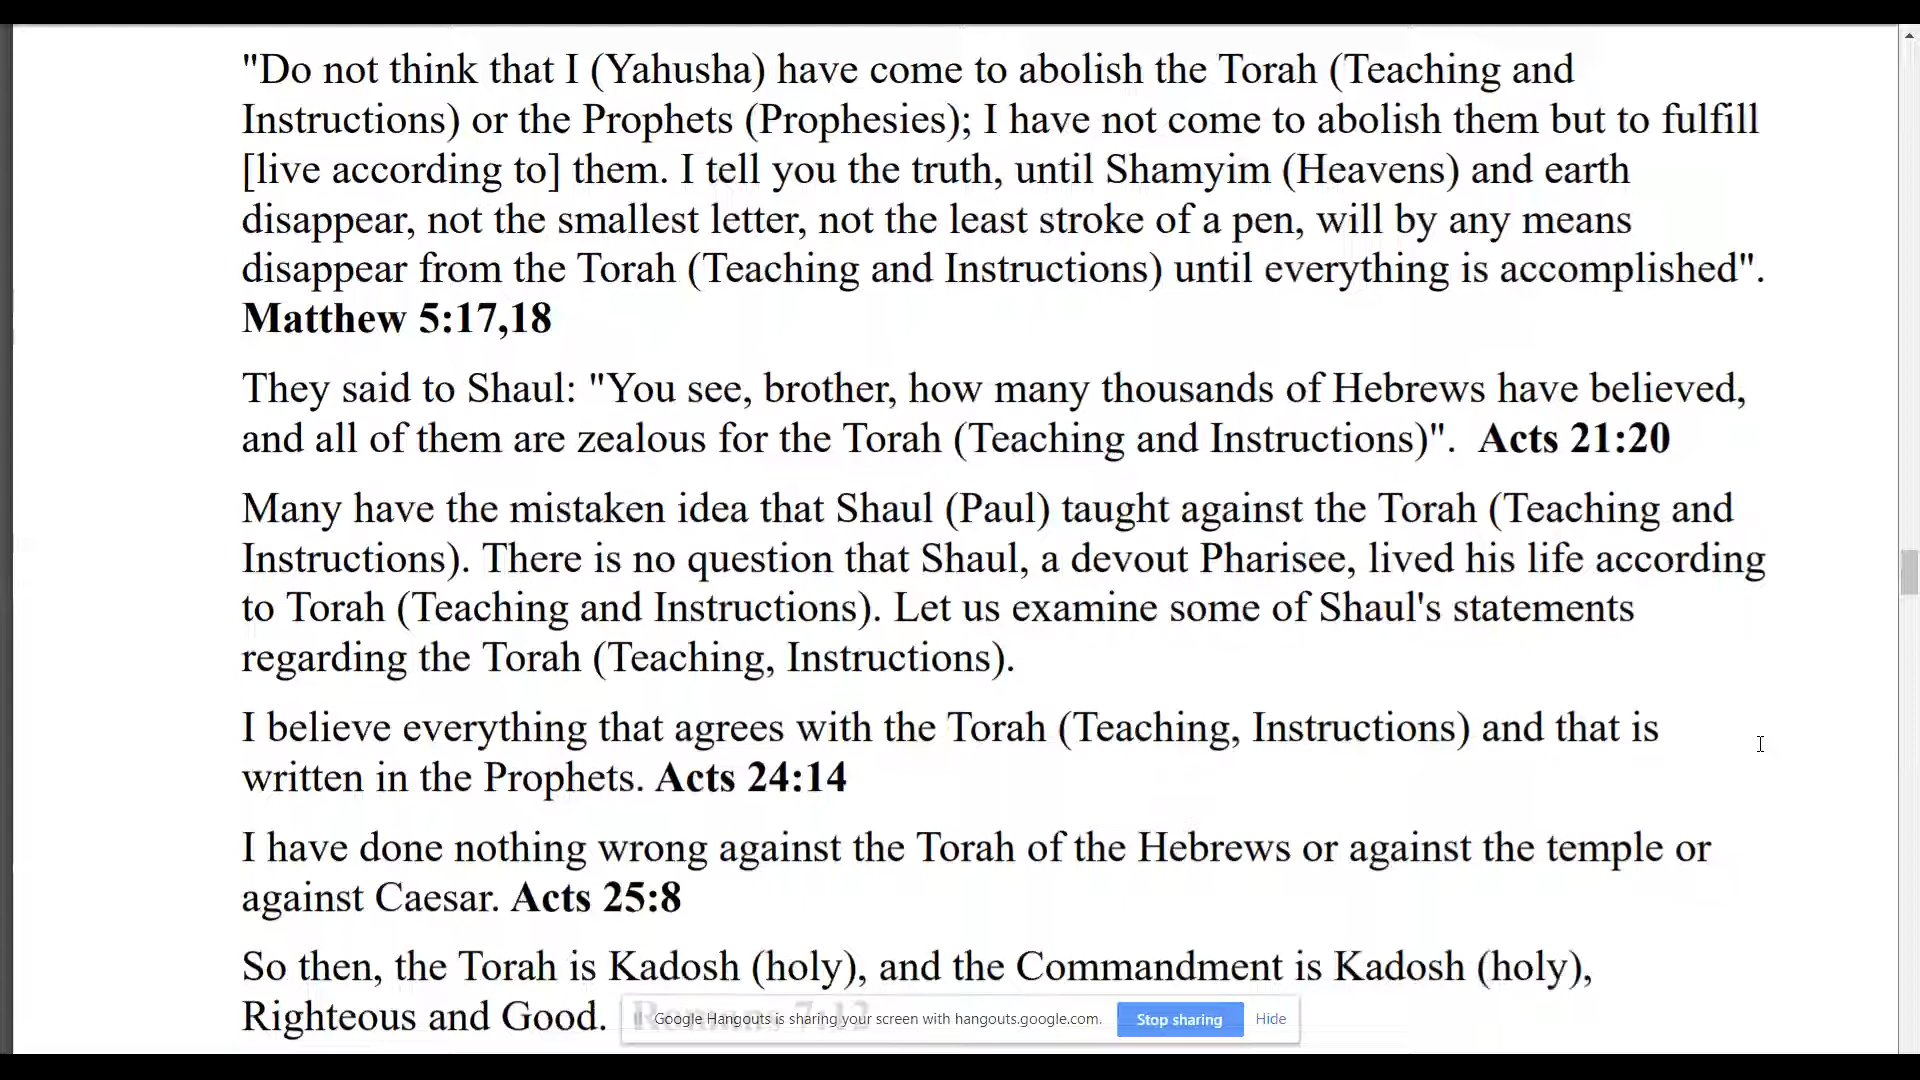 "Do not think that I (Yahusha) have come to abolish the Torah (Teaching and
Instructions) or the Prophets (Prophesies); I have not come to abolish them but to fulfill
[live according to] them. I tell you the truth, until Shamyim (Heavens) and earth
disappear, not the smallest letter, not the least stroke of a pen, will by any means
disappear from the Torah (Teaching and Instructions) until everything is accomplished".
Matthew 5:17,18
They said to Shaul: "You see, brother, how many thousands of Hebrews have believed,
and all of them are zealous for the Torah (Teaching and Instructions)". Acts 21:20
Many have the mistaken idea that Shaul (Paul) taught against the Torah (Teaching and
Instructions). There is no question that Shaul, a devout Pharisee, lived his life according
to Torah (Teaching and Instructions). Let us examine some of Shaul's statements
regarding the Torah (Teaching, Instructions).
I believe everything that agrees with the Torah (Teaching, Instructions) and that is
written in the Prophets. Acts 24:14
I have done nothing wrong against the Torah of the Hebrews or against the temple or
against Caesar. Acts 25:8
So then, the Torah is Kadosh (holy), and the Commandment is Kadosh (holy),
Righteous and Good. Romans 7:12
Google Hangouts is sharing your screen with hangouts.google.com. Stop sharing Hide